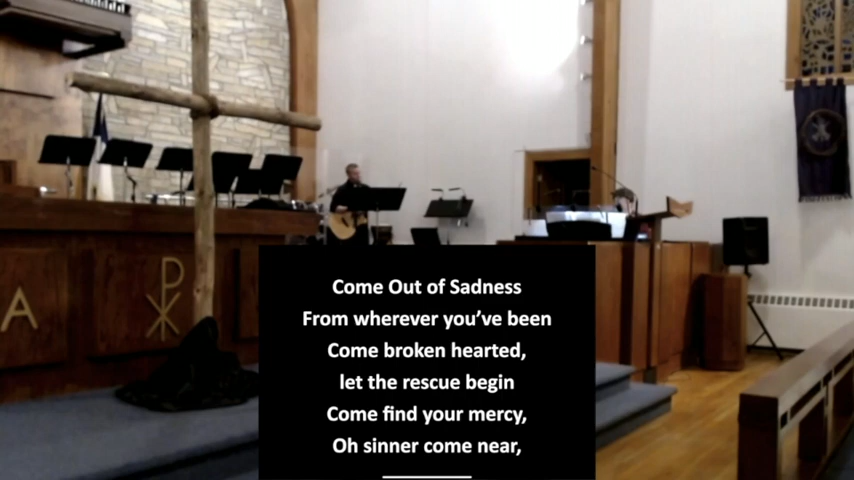 A
Come Out of Sadness
From wherever you’ve been
Come broken hearted,
let the rescue begin
Come find your mercy,
Oh sinner come near,